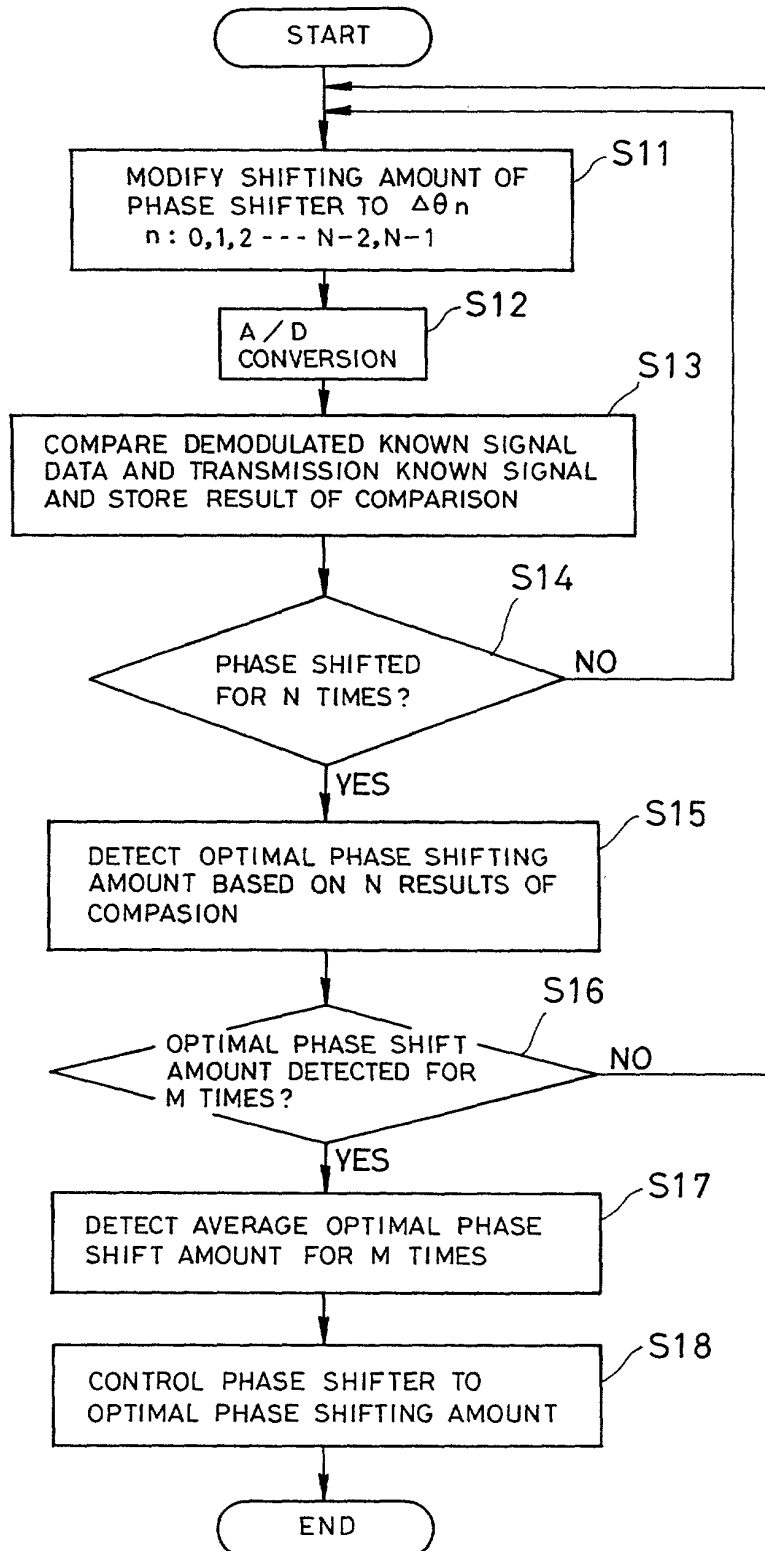 START
S11
MODIFY SHIFTING AMOUNT OF
PHASE SHIFTER TO Δθn
n: 0,1,2 --- N-2,N-1
S12
A/D
CONVERSION
S13
COMPARE DEMODULATED KNOWN SIGNAL
DATA AND TRANSMISSION KNOWN SIGNAL
AND STORE RESULT OF COMPARISON
S14
PHASE SHIFTED
FOR N TIMES?
NO
YES
S15
DETECT OPTIMAL PHASE SHIFTING
AMOUNT BASED ON N RESULTS OF
COMPASION
S16
OPTIMAL PHASE SHIFT
AMOUNT DETECTED FOR
M TIMES?
NO
YES
S17
DETECT AVERAGE OPTIMAL PHASE
SHIFT AMOUNT FOR M TIMES
S18
CONTROL PHASE SHIFTER TO
OPTIMAL PHASE SHIFTING AMOUNT
END